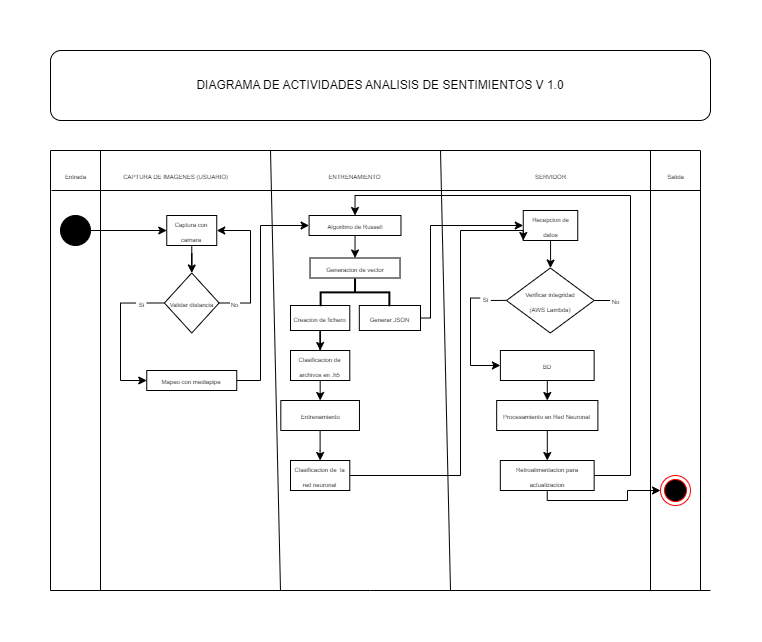 DIAGRAMA DE ACTIVIDADES ANALISIS DE SENTIMIENTOS V 1.0
Entrada
CAPTURA DE IMAGENES (USUARIO)
ENTRENAMIENTO
SERVIDOR
Salida
Captura con
camara
Validar distancia
Si
No
Mapeo con mediapipe
Algoritmo de Russell
Generacion de vector
Creacion de fichero
Generar JSON
Clasificacion de
archivos en .h5
Entrenamiento
Clasificacion de la
red neuronal
Recepcion de
datos
Verificar integridad
(AWS Lambda)
Si
No
BD
Procesamiento en Red Neuronal
Retroalimentacion para
actualizacion